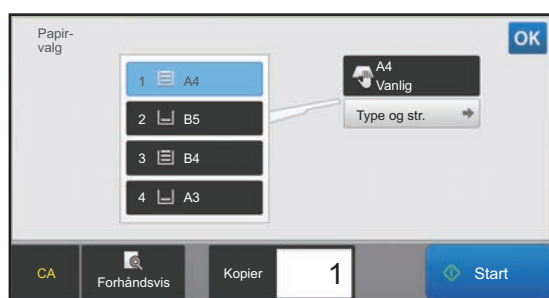 Papir-
valg
OK
1 A4
2 B5
3 B4
4 A3
A4
Vanlig
Type og str.
CA
Forhåndsvis
Kopier
1
Start